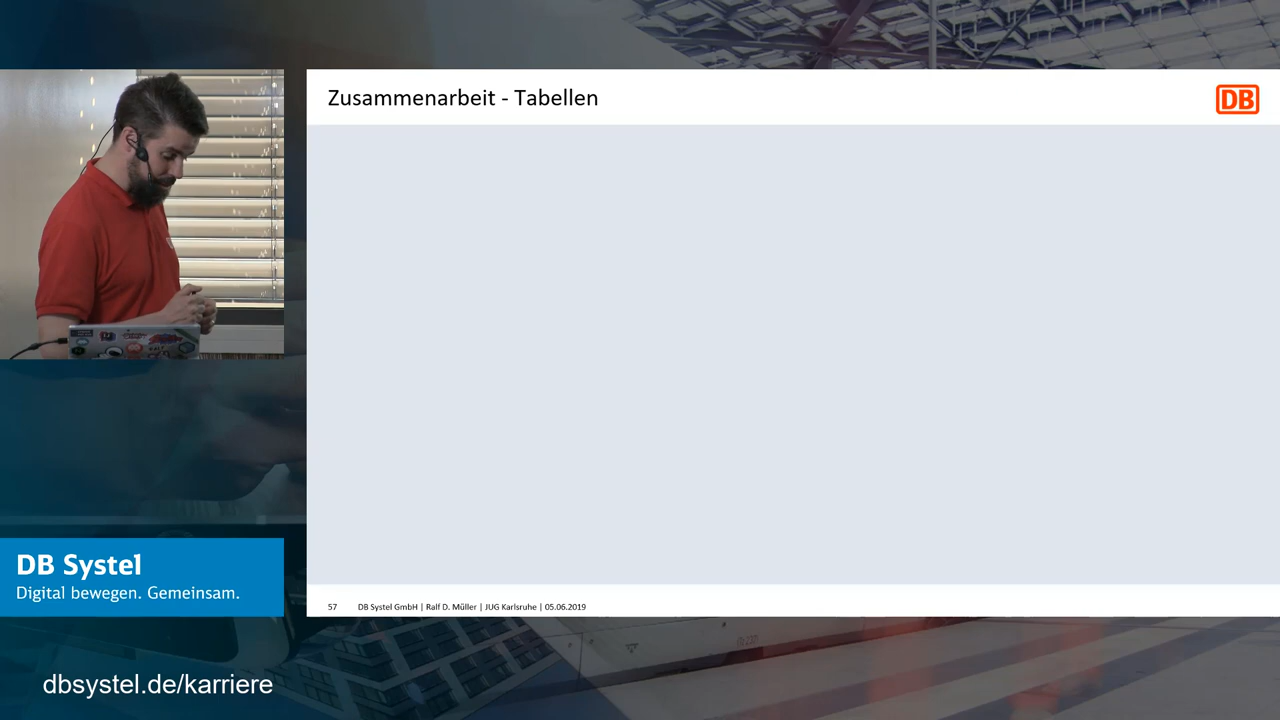 Zusammenarbeit - Tabellen
DB
DB Systel
Digital bewegen. Gemeinsam.
57 DB Systel GmbH | Ralf D. Müller | JUG Karlsruhe | 05.06.2019
dbsystel.de/karriere